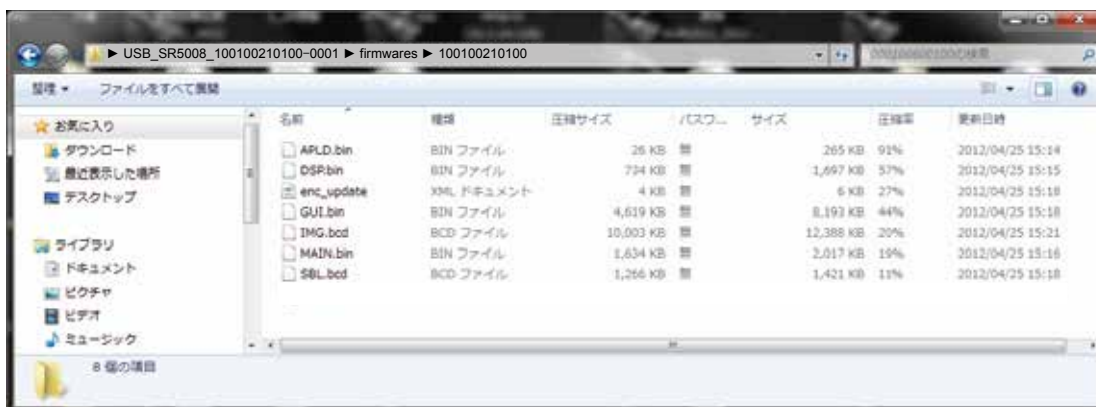 ► USB_SR5008_100100210100-0001 ► firmwares ► 100100210100
整理 ファイルをすべて展開
名前 種類 圧縮サイズ パスワ... サイズ 圧縮率 更新日時
お気に入り
ダウンロード
最近表示した場所
デスクトップ
ライブラリ
ドキュメント
ピクチャ
ビデオ
ミュージック
APLD.bin BIN ファイル 26 KB 無 265 KB 91% 2012/04/25 15:14
DSP.bin BIN ファイル 734 KB 無 1,697 KB 57% 2012/04/25 15:15
enc_update XML ドキュメント 4 KB 無 6 KB 27% 2012/04/25 15:18
GUI.bin BIN ファイル 4,619 KB 無 8,193 KB 44% 2012/04/25 15:18
IMG.bcd BCD ファイル 10,003 KB 無 12,388 KB 20% 2012/04/25 15:21
MAIN.bin BIN ファイル 1,634 KB 無 2,017 KB 19% 2012/04/25 15:16
SBL.bcd BCD ファイル 1,266 KB 無 1,421 KB 11% 2012/04/25 15:18
8 個の項目